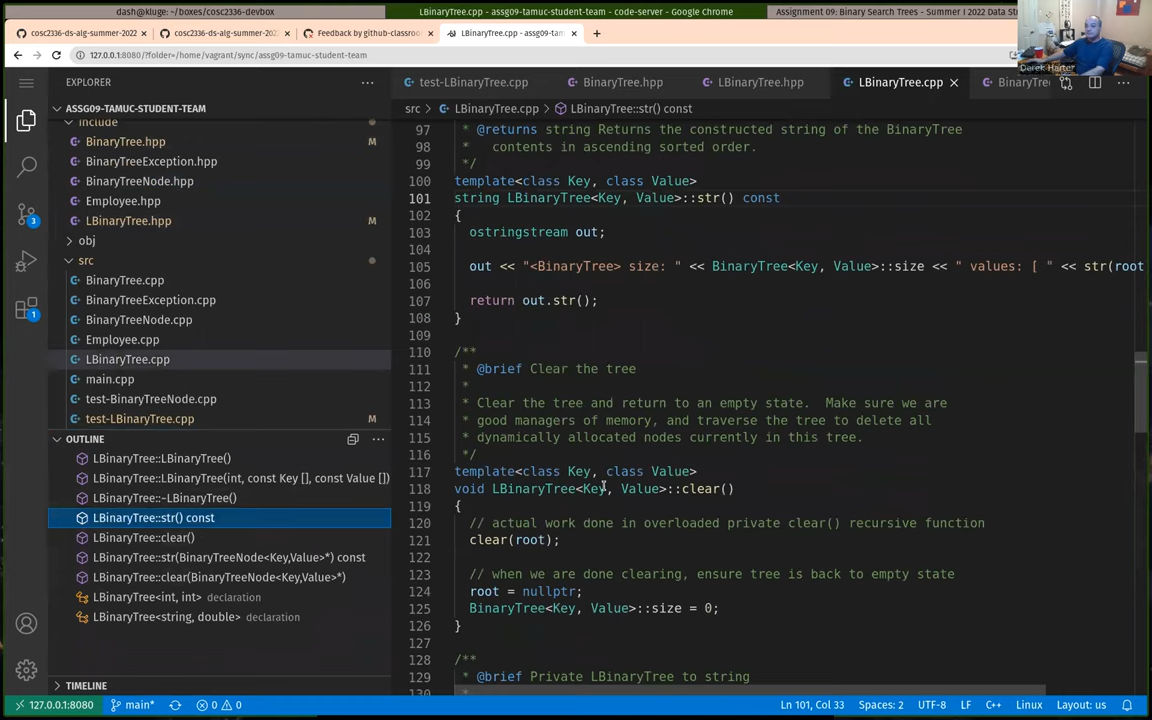 dash@kluge: ~/boxes/cosc2336-devbox
LBinaryTree.cpp - assg09-tamuc-student-team - code-server - Google Chrome
Assignment 09: Binary Search Trees - Summer I 2022 Data St
cosc2336-ds-alg-summer-2022
cosc2336-ds-alg-summer-202
Feedback by github-classroo
LBinaryTree.cpp - assg09-ta
127.0.0.1:8080/?folder=/home/vagrant/sync/assg09-tamuc-student-team
Derek Harter
EXPLORER
test-LBinaryTree.cpp
BinaryTree.hpp
LBinaryTree.hpp
LBinaryTree.cpp
BinaryTre
ASSG09-TAMUC-STUDENT-TEAM
src > LBinaryTree.cpp > LBinaryTree::str() const
include
BinaryTree.hpp M
BinaryTreeException.hpp
BinaryTreeNode.hpp
Employee.hpp
LBinaryTree.hpp M
obj
src
BinaryTree.cpp
BinaryTreeException.cpp
BinaryTreeNode.cpp
Employee.cpp
LBinaryTree.cpp
main.cpp
test-BinaryTreeNode.cpp
test-LBinaryTree.cpp M
3
1
OUTLINE
LBinaryTree::LBinaryTree()
LBinaryTree::LBinaryTree(int, const Key [], const Value [])
LBinaryTree::~LBinaryTree()
LBinaryTree::str() const
LBinaryTree::clear()
LBinaryTree::str(BinaryTreeNode<Key,Value>*) const
LBinaryTree::clear(BinaryTreeNode<Key,Value>*)
LBinaryTree<int, int> declaration
LBinaryTree<string, double> declaration
TIMELINE
97 * @returns string Returns the constructed string of the BinaryTree
98 * contents in ascending sorted order.
99 */
100 template<class Key, class Value>
101 string LBinaryTree<Key, Value>::str() const
102 {
103 ostringstream out;
104
105 out << "<BinaryTree> size: " << BinaryTree<Key, Value>::size << " values: [ " << str(root
106
107 return out.str();
108 }
109
110 /**
111 * @brief Clear the tree
112 *
113 * Clear the tree and return to an empty state. Make sure we are
114 * good managers of memory, and traverse the tree to delete all
115 * dynamically allocated nodes currently in this tree.
116 */
117 template<class Key, class Value>
118 void LBinaryTree<Key, Value>::clear()
119 {
120 // actual work done in overloaded private clear() recursive function
121 clear(root);
122
123 // when we are done clearing, ensure tree is back to empty state
124 root = nullptr;
125 BinaryTree<Key, Value>::size = 0;
126 }
127
128 /**
129 * @brief Private LBinaryTree to string
130 *
127.0.0.1:8080 main* 0 0 Ln 101, Col 33 Spaces: 2 UTF-8 LF C++ Linux Layout: us